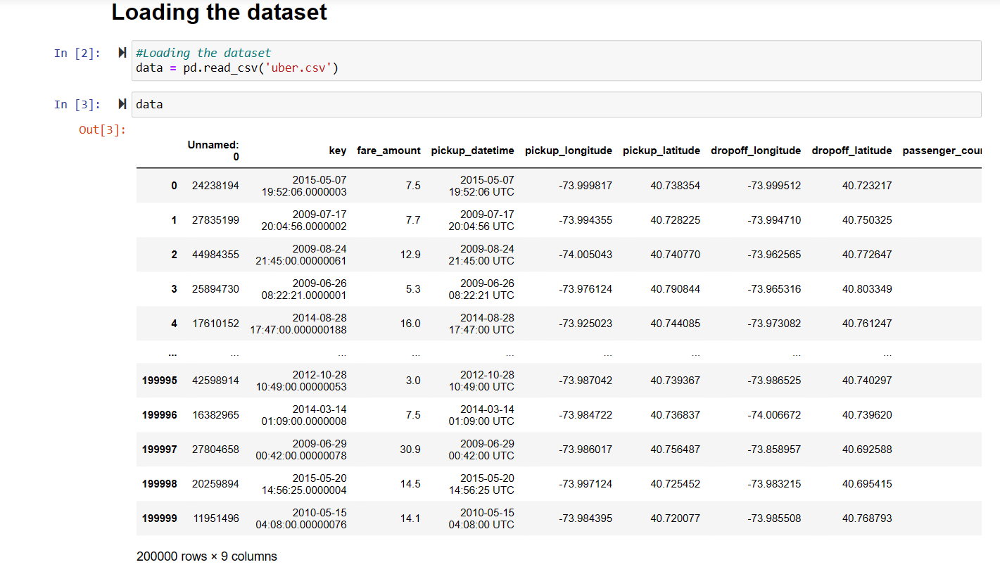 Loading the dataset
In [2]: #Loading the dataset
data = pd.read_csv('uber.csv')
In [3]: data
Out[3]:
Unnamed: 0 key fare_amount pickup_datetime pickup_longitude pickup_latitude dropoff_longitude dropoff_latitude passenger_cour
0 24238194 2015-05-07 19:52:06.0000003 7.5 2015-05-07 19:52:06 UTC -73.999817 40.738354 -73.999512 40.723217
1 27835199 2009-07-17 20:04:56.0000002 7.7 2009-07-17 20:04:56 UTC -73.994355 40.728225 -73.994710 40.750325
2 44984355 2009-08-24 21:45:00.00000061 12.9 2009-08-24 21:45:00 UTC -74.005043 40.740770 -73.962565 40.772647
3 25894730 2009-06-26 08:22:21.0000001 5.3 2009-06-26 08:22:21 UTC -73.976124 40.790844 -73.965316 40.803349
4 17610152 2014-08-28 17:47:00.000000188 16.0 2014-08-28 17:47:00 UTC -73.925023 40.744085 -73.973082 40.761247
... ... ... ... ... ... ... ... ...
199995 42598914 2012-10-28 10:49:00.00000053 3.0 2012-10-28 10:49:00 UTC -73.987042 40.739367 -73.986525 40.740297
199996 16382965 2014-03-14 01:09:00.0000008 7.5 2014-03-14 01:09:00 UTC -73.984722 40.736837 -74.006672 40.739620
199997 27804658 2009-06-29 00:42:00.00000078 30.9 2009-06-29 00:42:00 UTC -73.986017 40.756487 -73.858957 40.692588
199998 20259894 2015-05-20 14:56:25.0000004 14.5 2015-05-20 14:56:25 UTC -73.997124 40.725452 -73.983215 40.695415
199999 11951496 2010-05-15 04:08:00.00000076 14.1 2010-05-15 04:08:00 UTC -73.984395 40.720077 -73.985508 40.768793
200000 rows × 9 columns